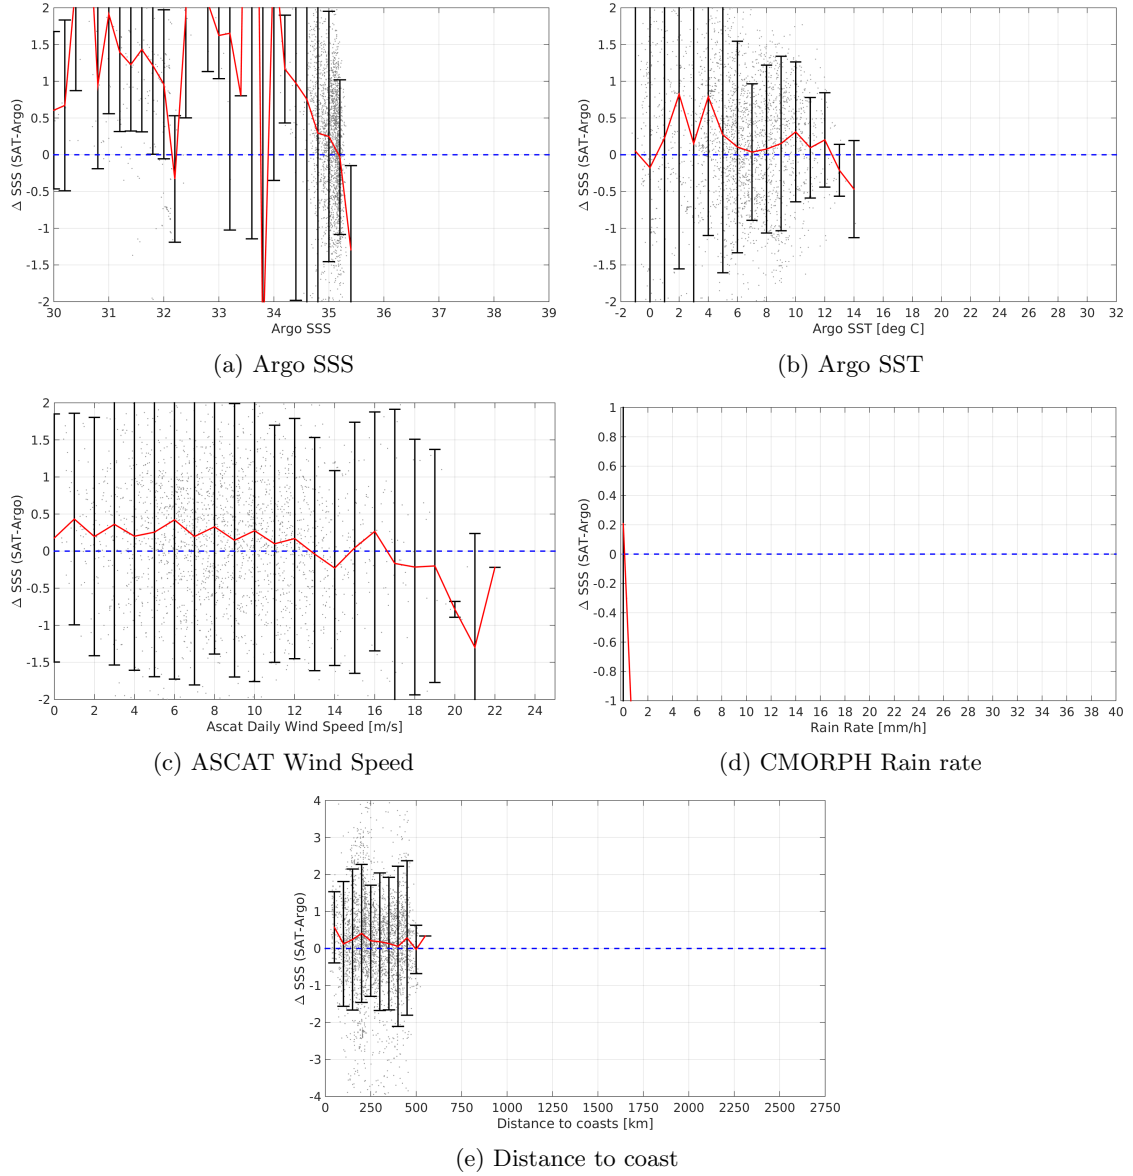 2
1.5
1
0.5
0
-0.5
-1
-1.5
-2
Δ SSS (SAT-Argo)
30 31 32 33 34 35 36 37 38 39
Argo SSS
(a) Argo SSS
2
1.5
1
0.5
0
-0.5
-1
-1.5
-2
Δ SSS (SAT-Argo)
-2 0 2 4 6 8 10 12 14 16 18 20 22 24 26 28 30 32
Argo SST [deg C]
(b) Argo SST
2
1.5
1
0.5
0
-0.5
-1
-1.5
-2
Δ SSS (SAT-Argo)
0 2 4 6 8 10 12 14 16 18 20 22 24
Ascat Daily Wind Speed [m/s]
(c) ASCAT Wind Speed
1
0.8
0.6
0.4
0.2
0
-0.2
-0.4
-0.6
-0.8
-1
Δ SSS (SAT-Argo)
0 2 4 6 8 10 12 14 16 18 20 22 24 26 28 30 32 34 36 38 40
Rain Rate [mm/h]
(d) CMORPH Rain rate
4
3
2
1
0
-1
-2
-3
-4
Δ SSS (SAT-Argo)
0 250 500 750 1000 1250 1500 1750 2000 2250 2500 2750
Distance to coasts [km]
(e) Distance to coast